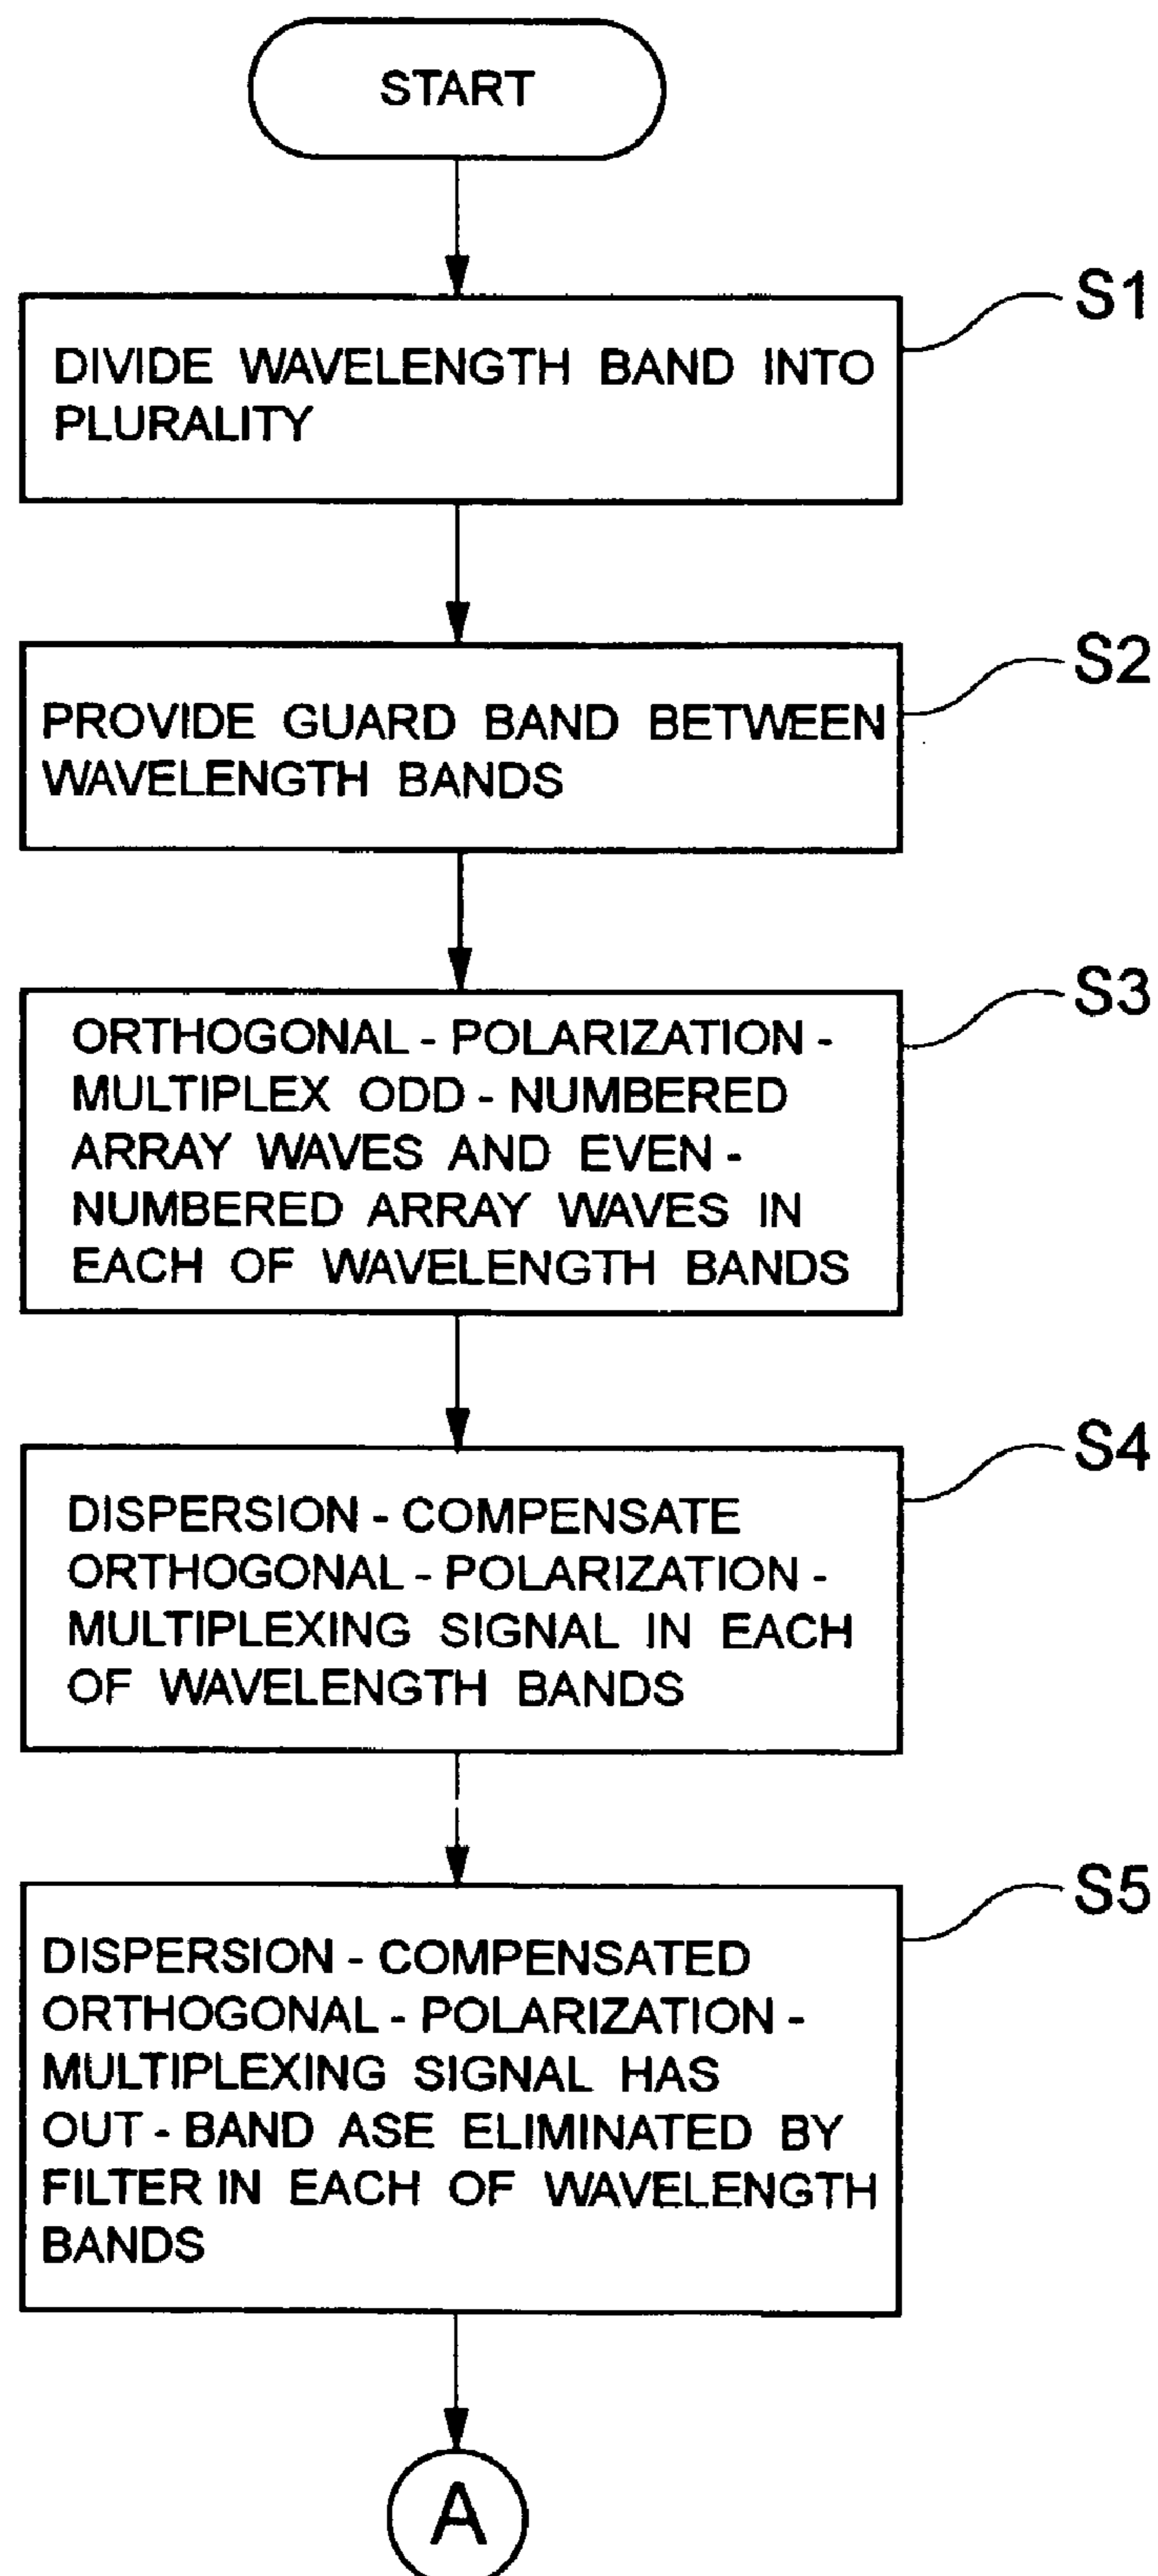 START
S1
DIVIDE WAVELENGTH BAND INTO
PLURALITY
S2
PROVIDE GUARD BAND BETWEEN
WAVELENGTH BANDS
S3
ORTHOGONAL - POLARIZATION -
MULTIPLEX ODD - NUMBERED
ARRAY WAVES AND EVEN -
NUMBERED ARRAY WAVES IN
EACH OF WAVELENGTH BANDS
S4
DISPERSION - COMPENSATE
ORTHOGONAL - POLARIZATION -
MULTIPLEXING SIGNAL IN EACH
OF WAVELENGTH BANDS
S5
DISPERSION - COMPENSATED
ORTHOGONAL - POLARIZATION -
MULTIPLEXING SIGNAL HAS
OUT - BAND ASE ELIMINATED BY
FILTER IN EACH OF WAVELENGTH
BANDS
A